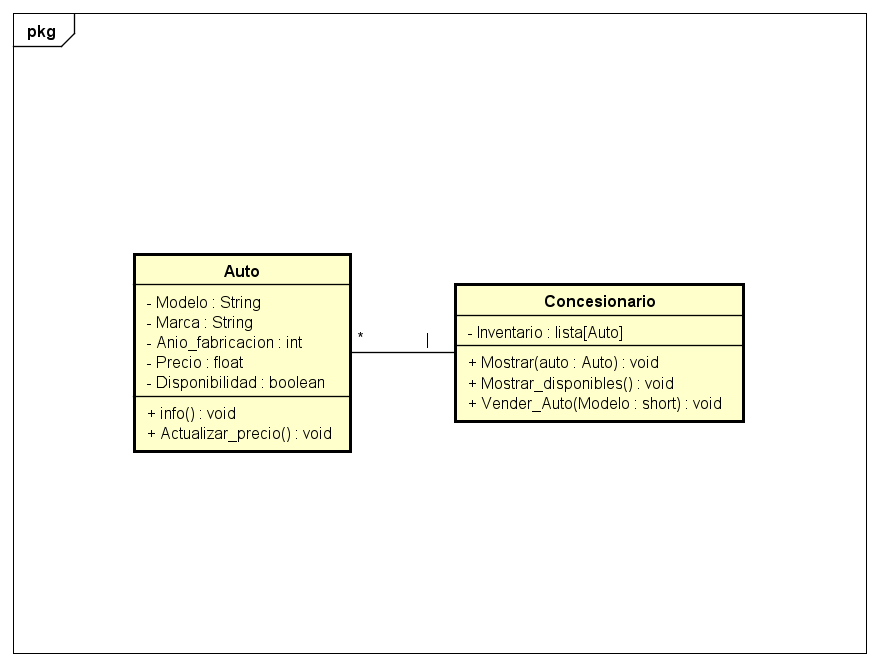 pkg
Auto
- Modelo : String
- Marca : String
- Anio_fabricacion : int
- Precio : float
- Disponibilidad : boolean
+ info() : void
+ Actualizar_precio() : void
*
|
Concesionario
- Inventario : lista[Auto]
+ Mostrar(auto : Auto) : void
+ Mostrar_disponibles() : void
+ Vender_Auto(Modelo : short) : void